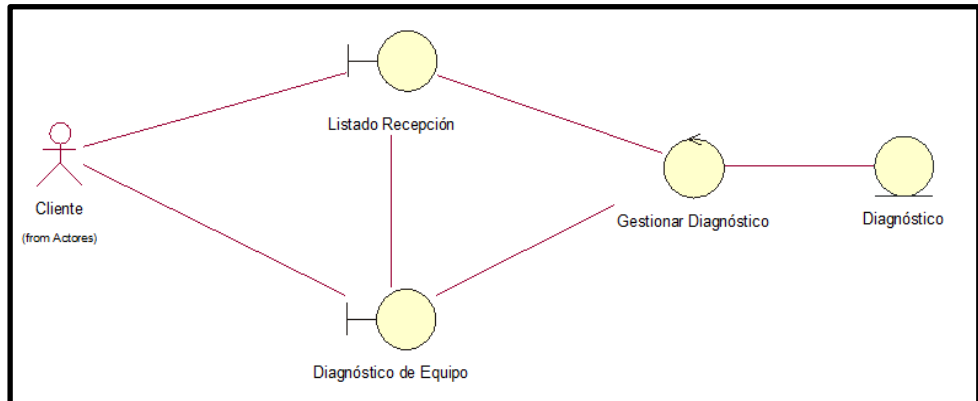 Listado Recepción
Cliente
(from Actores)
Gestionar Diagnóstico
Diagnóstico
Diagnóstico de Equipo